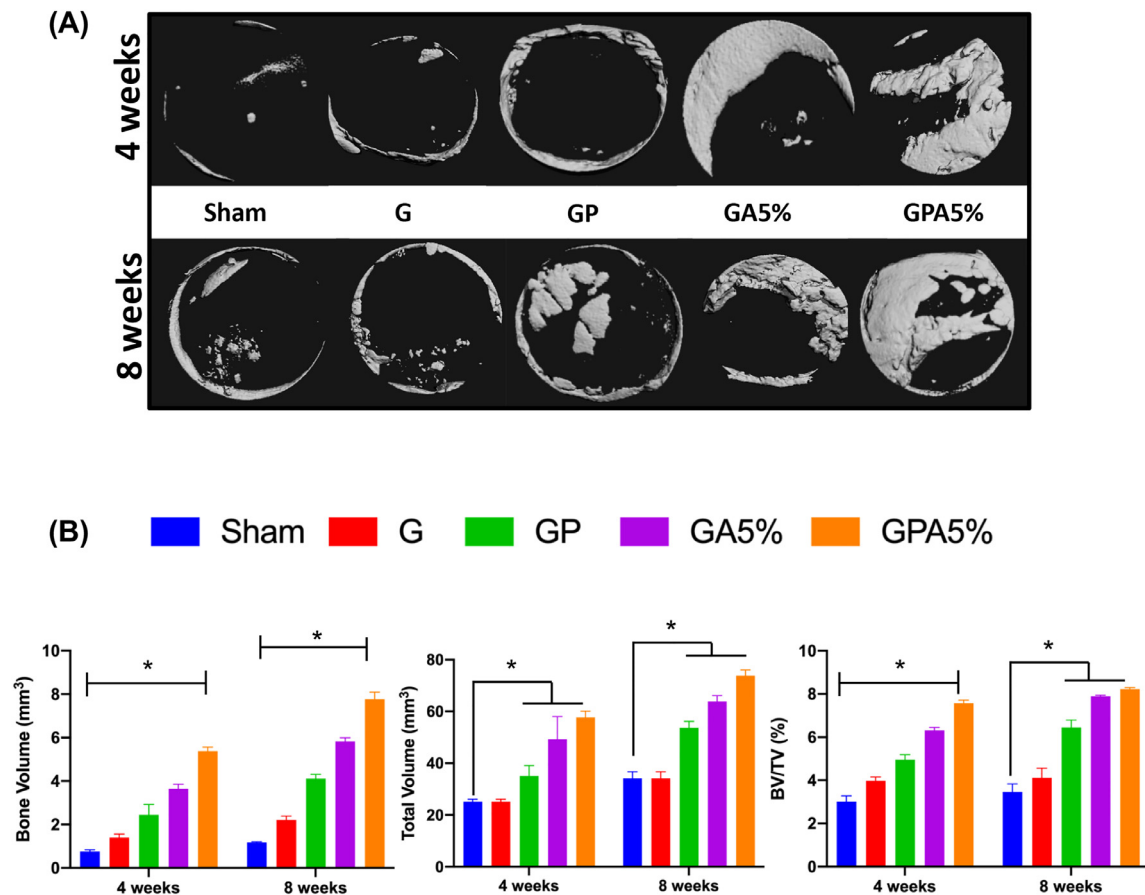 (A)
4 weeks
Sham G GP GA5% GPA5%
8 weeks
(B)
Sham G GP GA5% GPA5%
Bone Volume (mm³)
10
8
6
4
2
0
*
*
4 weeks 8 weeks
Total Volume (mm³)
80
60
40
20
0
*
*
4 weeks 8 weeks
BV/TV (%)
10
8
6
4
2
0
*
*
4 weeks 8 weeks